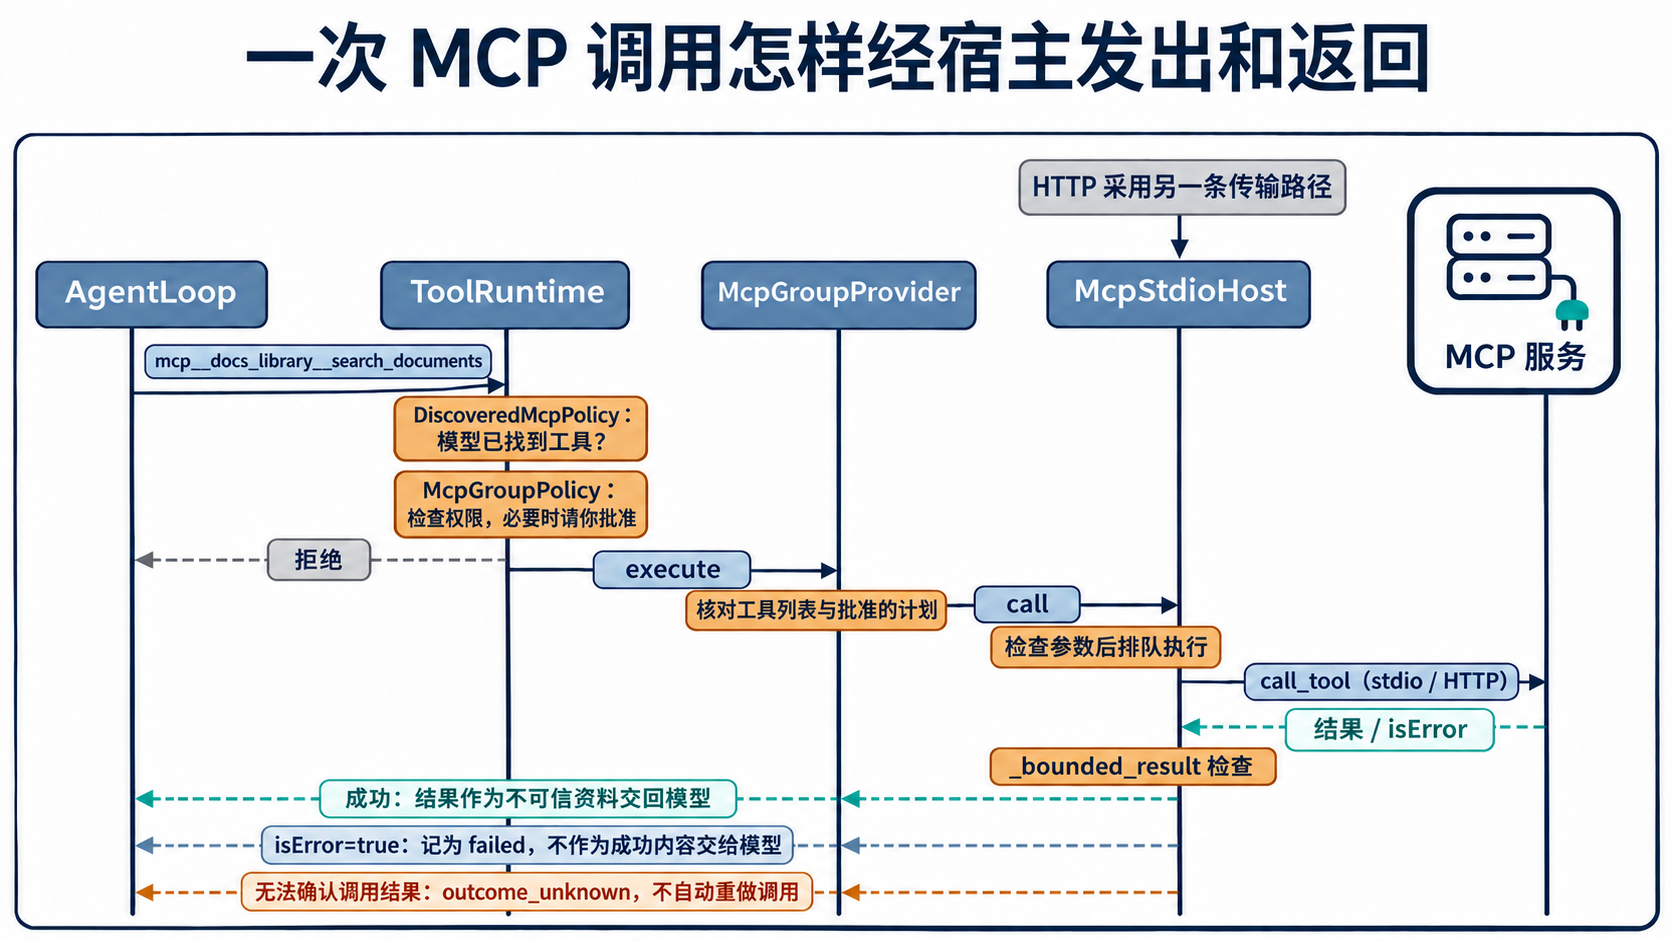 一次 MCP 调用怎样经宿主发出和返回
HTTP 采用另一条传输路径
AgentLoop
ToolRuntime
McpGroupProvider
McpStdioHost
MCP 服务
mcp__docs_library__search_documents
DiscoveredMcpPolicy：
模型已找到工具？
McpGroupPolicy：
检查权限，必要时请你批准
拒绝
execute
核对工具列表与批准的计划
call
检查参数后排队执行
call_tool（stdio / HTTP）
结果 / isError
_bounded_result 检查
成功：结果作为不可信资料交回模型
isError=true：记为 failed，不作为成功内容交给模型
无法确认调用结果：outcome_unknown，不自动重做调用